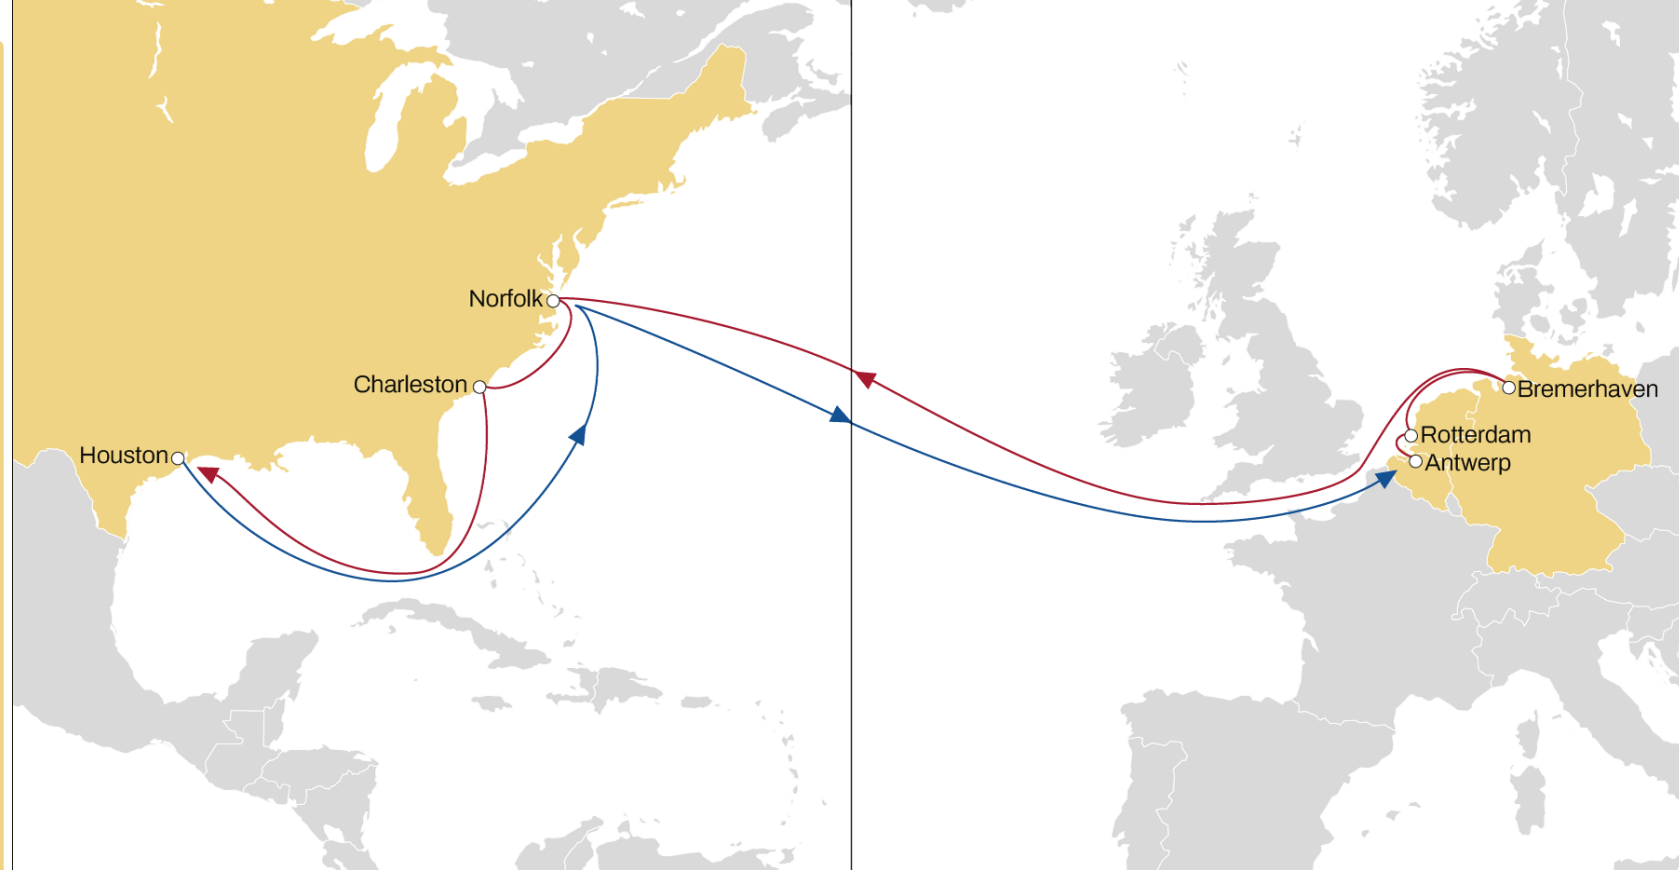 Norfolk
Charleston
Houston
Bremerhaven
Rotterdam
Antwerp